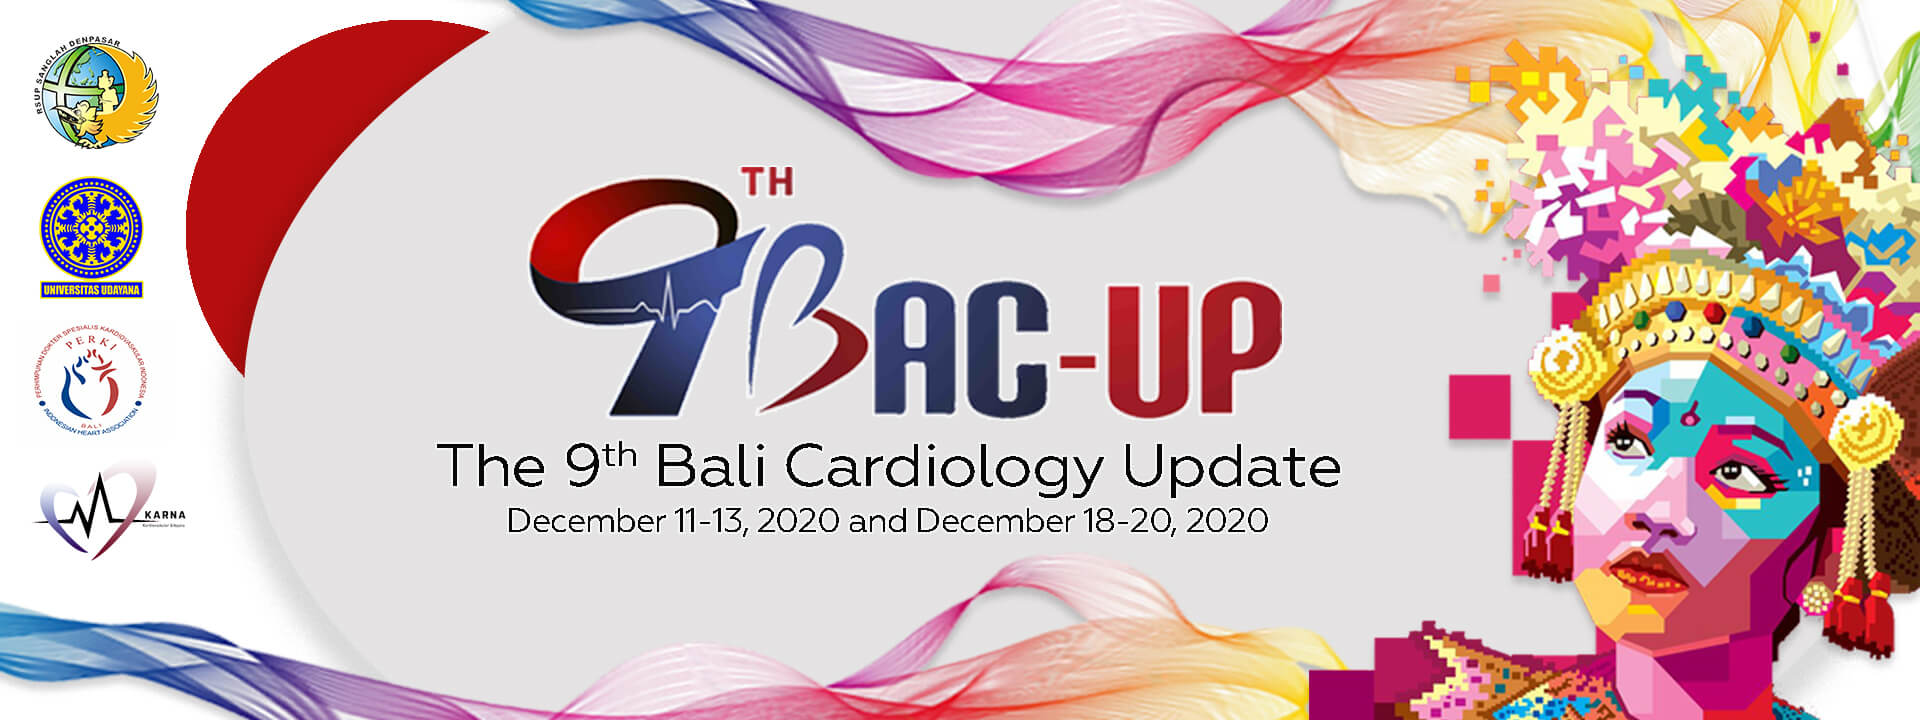 RSUP SANGLAH DENPASAR
UNIVERSITAS UDAYANA
PERHIMPUNAN DOKTER SPESIALIS KARDIOVASKULAR INDONESIA
PERKI
BALI
INDONESIAN HEART ASSOCIATION
KARNA
9TH BAC-UP
The 9th Bali Cardiology Update
December 11-13, 2020 and December 18-20, 2020